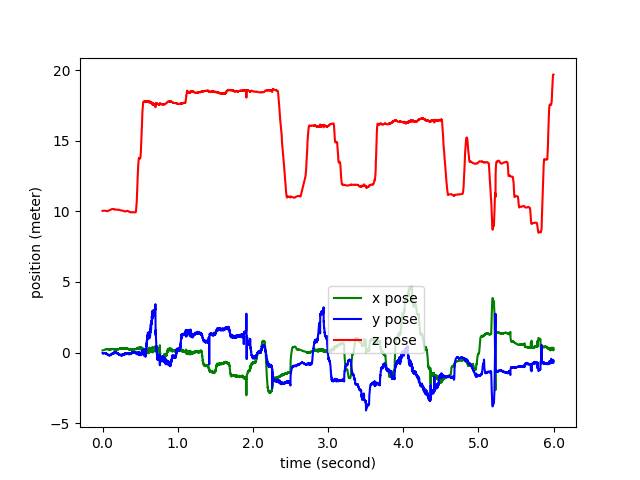 20
15
10
5
0
−5
position (meter)
x pose
y pose
z pose
0.0 1.0 2.0 3.0 4.0 5.0 6.0
time (second)